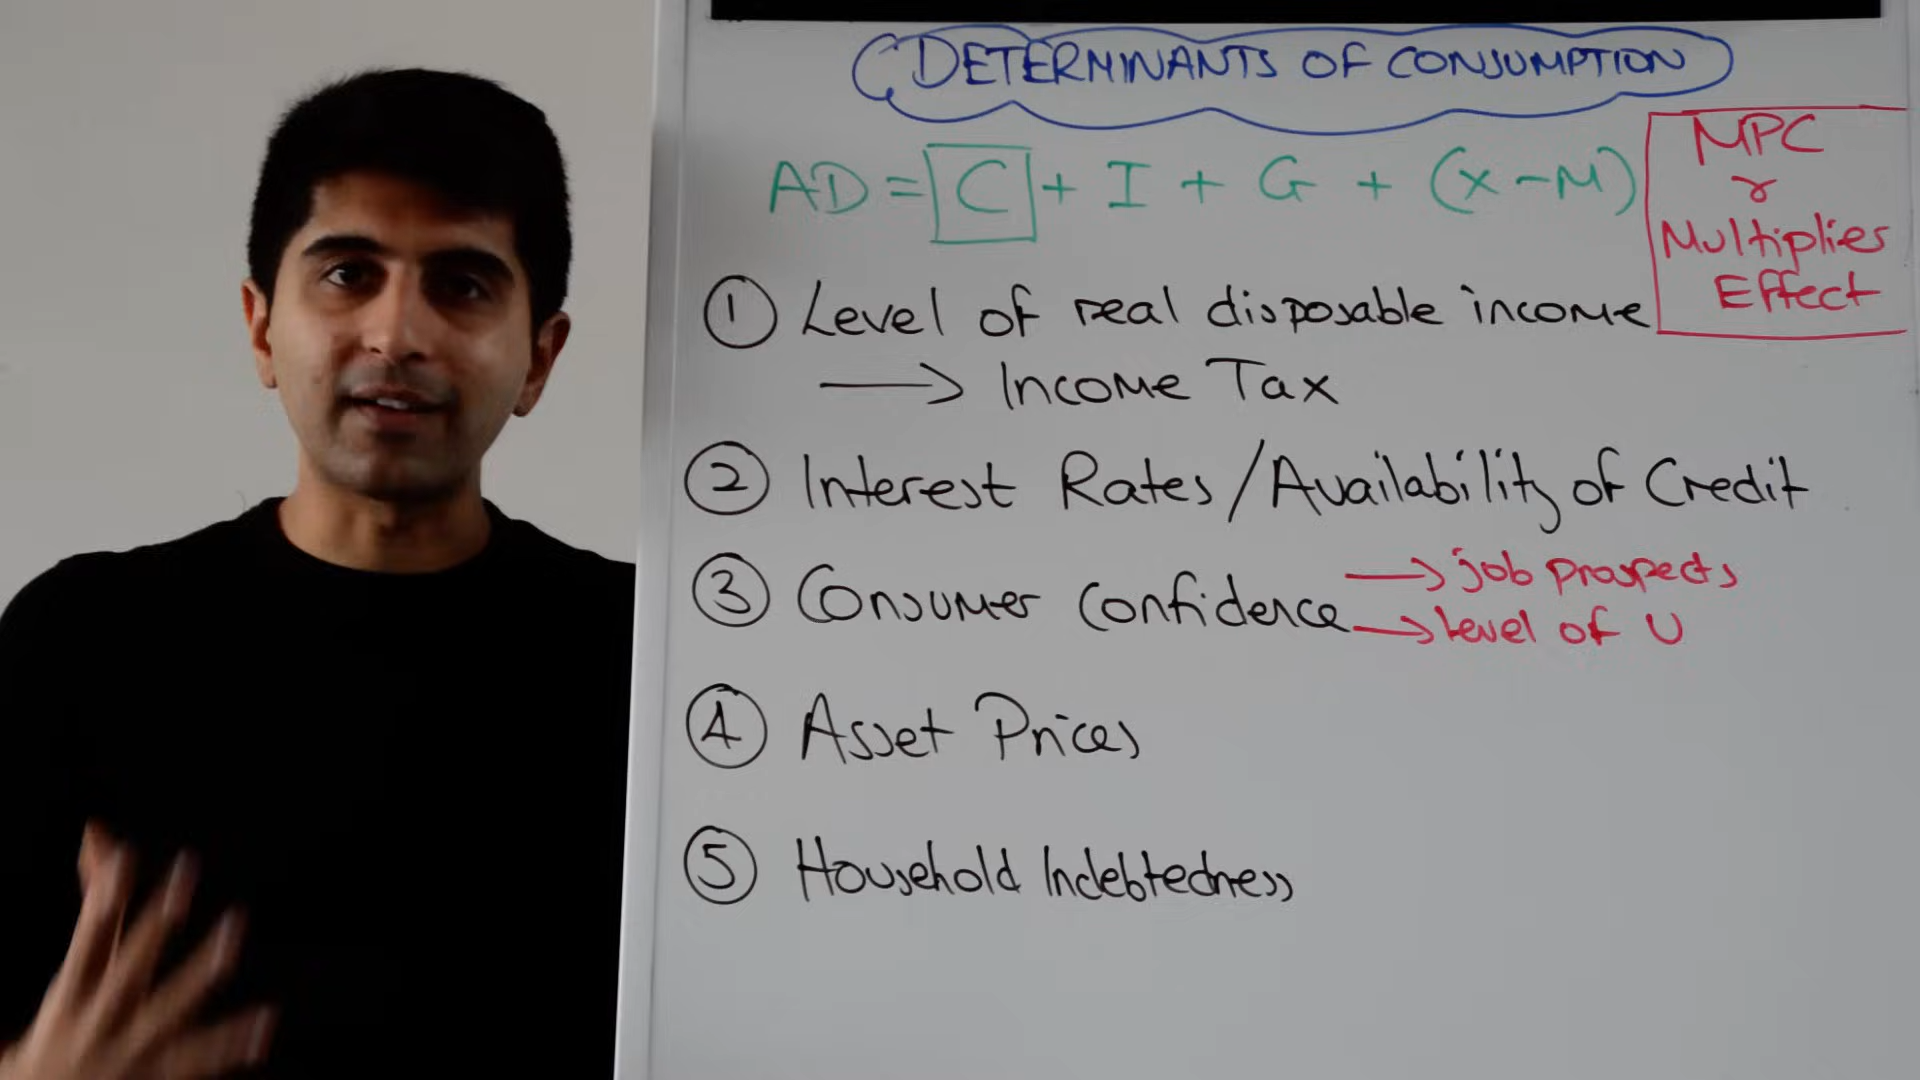 DETERMINANTS OF CONSUMPTION
AD = C + I + G + (X - M)
MPC
&
Multiplier
Effect
① Level of real disposable income
→ Income Tax
② Interest Rates / Availability of Credit
③ Consumer Confidence
→ job prospects
→ level of U
④ Asset Prices
⑤ Household Indebtedness